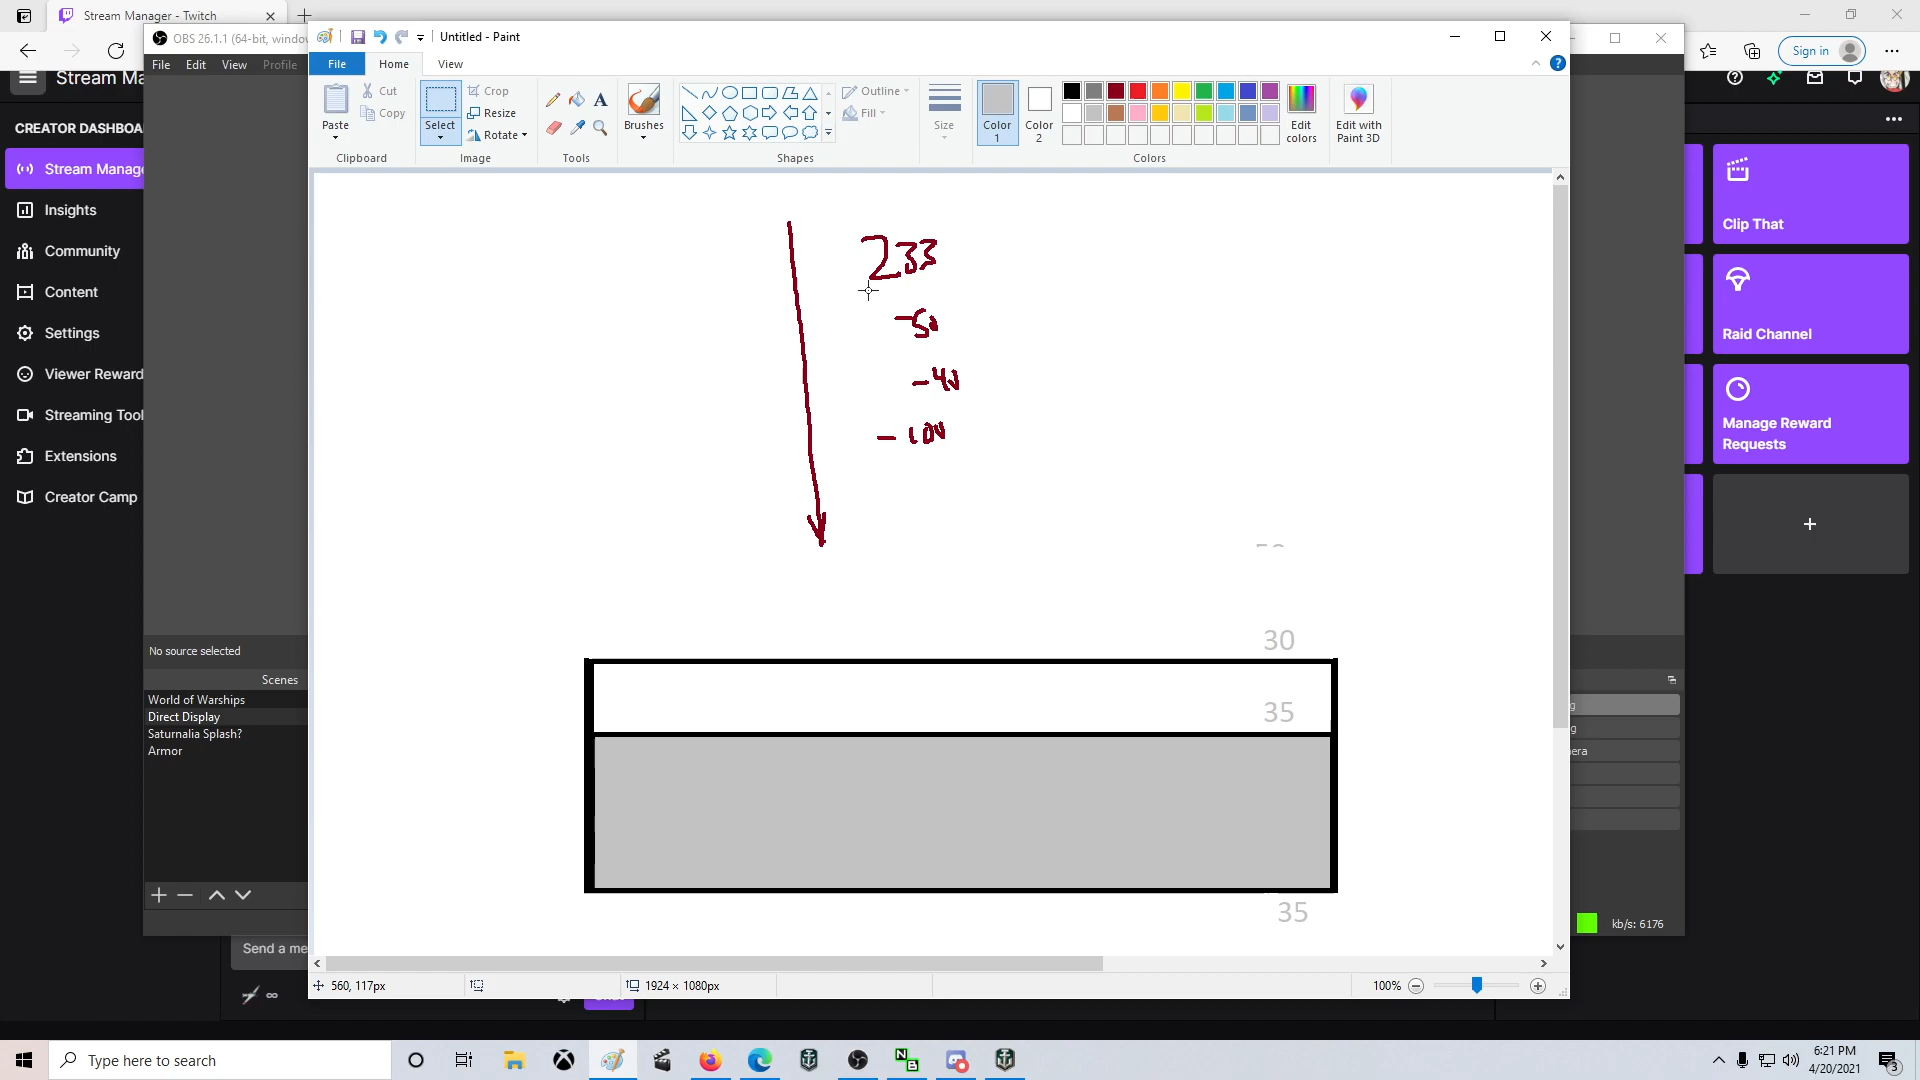 Stream Manager - Twitch
OBS 26.1.1 (64-bit, windo
Untitled - Paint
Sign in
File Edit View Profile
File Home View
Stream Ma
Paste
Cut
Copy
Clipboard
Select
Crop
Resize
Rotate
Image
Tools
Brushes
Shapes
Outline
Fill
Size
Color 1
Color 2
Edit colors
Colors
Edit with Paint 3D
CREATOR DASHBOA
Stream Manage
Insights
Community
Content
Settings
Viewer Reward
Streaming Tool
Extensions
Creator Camp
Clip That
Raid Channel
Manage Reward Requests
233
-50
-40
-100
30
35
35
No source selected
Scenes
World of Warships
Direct Display
Saturnalia Splash?
Armor
g
g
era
kb/s: 6176
Send a me
560, 117px
1924 × 1080px
100%
Type here to search
6:21 PM
4/20/2021
3